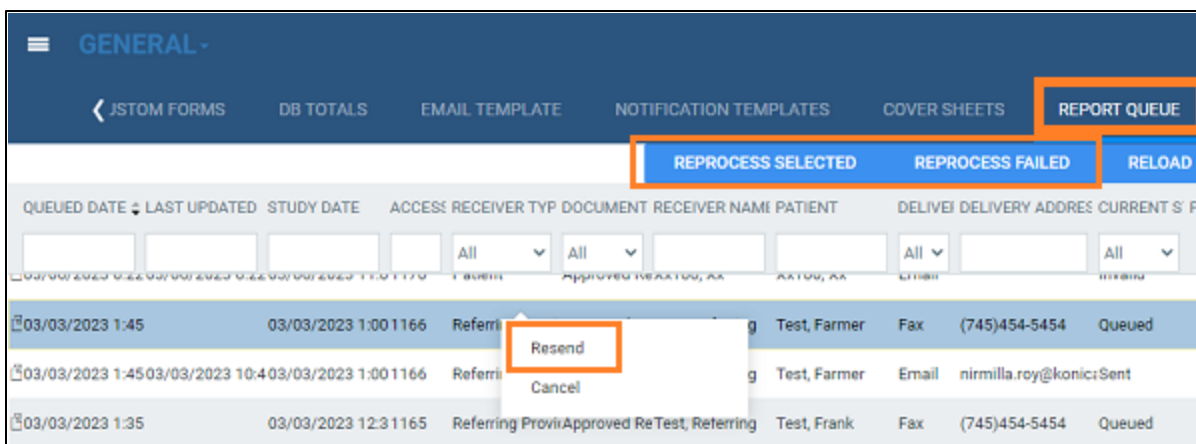 GENERAL
JSTOM FORMS DB TOTALS EMAIL TEMPLATE NOTIFICATION TEMPLATES COVER SHEETS REPORT QUEUE
REPROCESS SELECTED REPROCESS FAILED RELOAD
QUEUED DATE LAST UPDATED STUDY DATE ACCESS RECEIVER TYP DOCUMENT RECEIVER NAME PATIENT DELIVE DELIVERY ADDRES CURRENT S
All All All All
03/03/2023 1:45 03/03/2023 1:00 1166 Referri g Test, Farmer Fax (745)454-5454 Queued
Resend
03/03/2023 1:45 03/03/2023 10:4 03/03/2023 1:00 1166 Referri g Test, Farmer Email nirmilla.roy@konica Sent
Cancel
03/03/2023 1:35 03/03/2023 12:3 1165 Referring Provi Approved Re Test, Referring Test, Frank Fax (745)454-5454 Queued